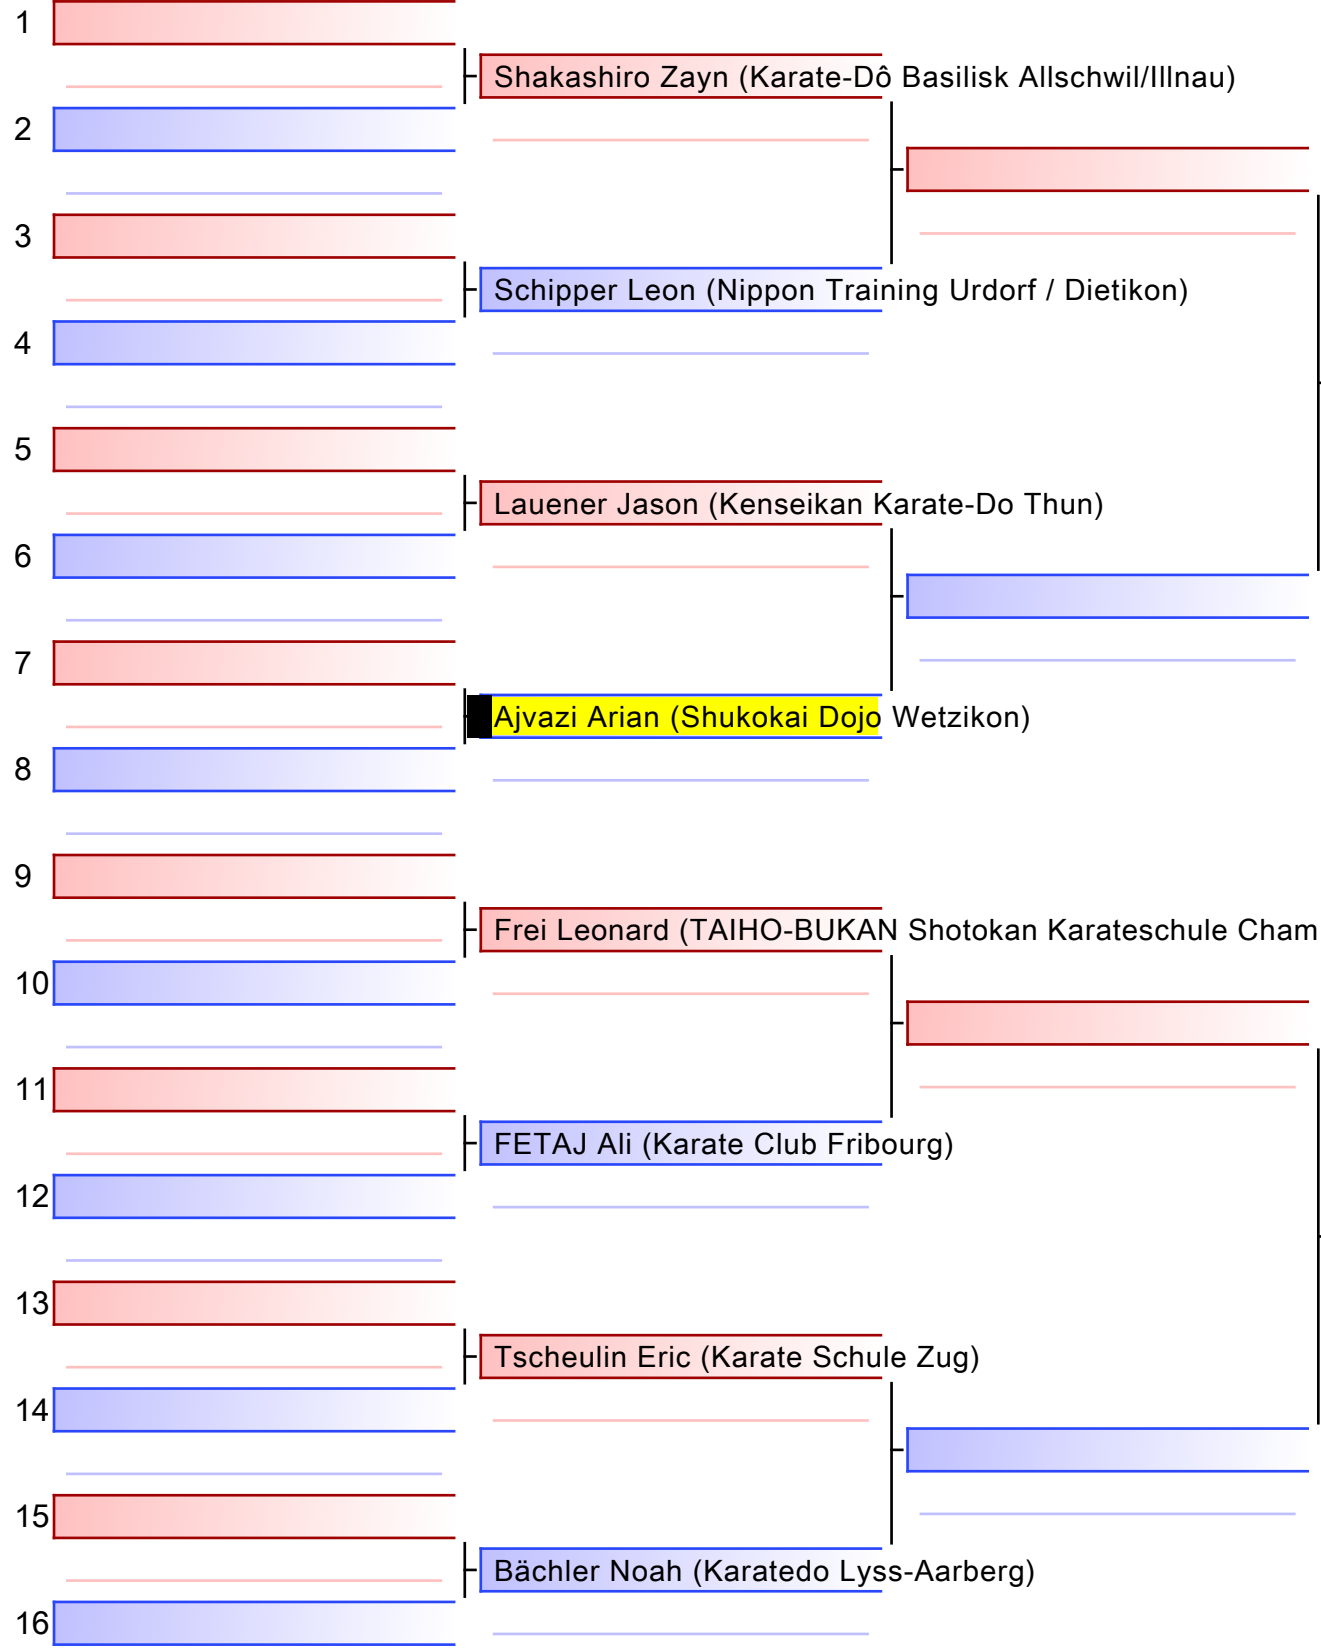 1
Shakashiro Zayn (Karate-Dô Basilisk Allschwil/Illnau)
2
3
Schipper Leon (Nippon Training Urdorf / Dietikon)
4
5
Lauener Jason (Kenseikan Karate-Do Thun)
6
7
Ajvazi Arian (Shukokai Dojo Wetzikon)
8
9
Frei Leonard (TAIHO-BUKAN Shotokan Karateschule Cham
10
11
FETAJ Ali (Karate Club Fribourg)
12
13
Tscheulin Eric (Karate Schule Zug)
14
15
Bächler Noah (Karatedo Lyss-Aarberg)
16